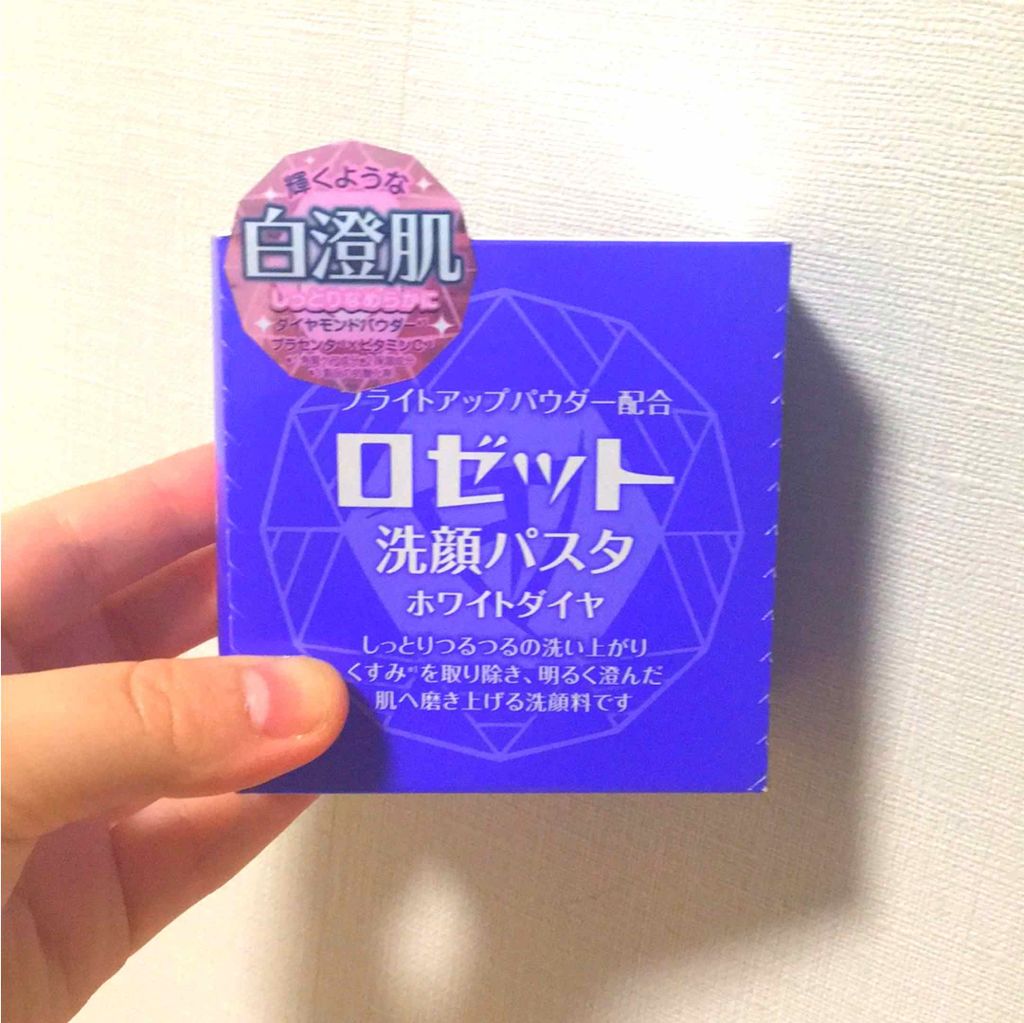 輝くような
白澄肌
しっとりなめらかに
ダイヤモンドパウダー
プラセンタ×ビタミンC
ブライトアップパウダー配合
ロゼット
洗顔パスタ
ホワイトダイヤ
しっとりつるつるの洗い上がり
くすみ※を取り除き、明るく澄んだ
肌へ磨き上げる洗顔料です